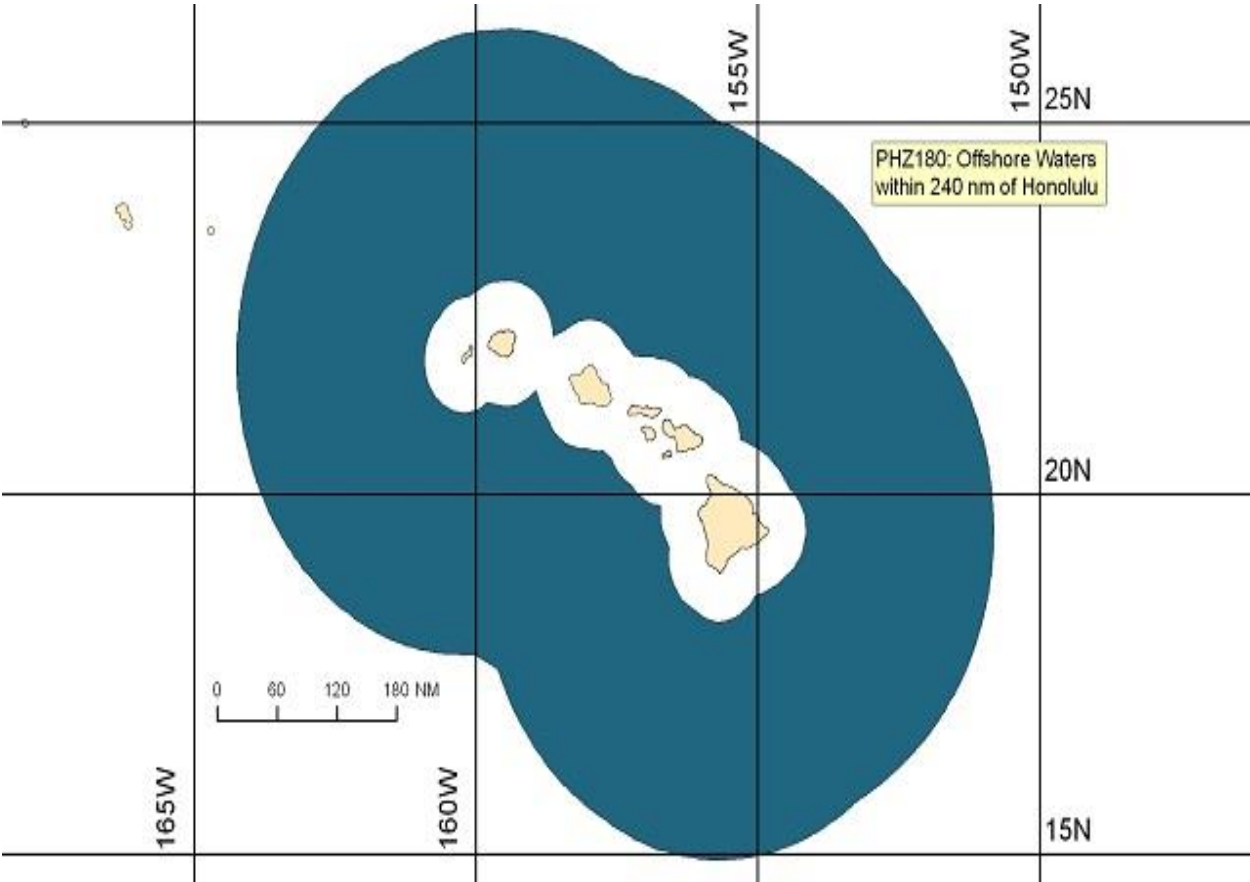 155W
150W
25N
PHZ180: Offshore Waters
within 240 nm of Honolulu
20N
0 60 120 180 NM
165W
160W
15N